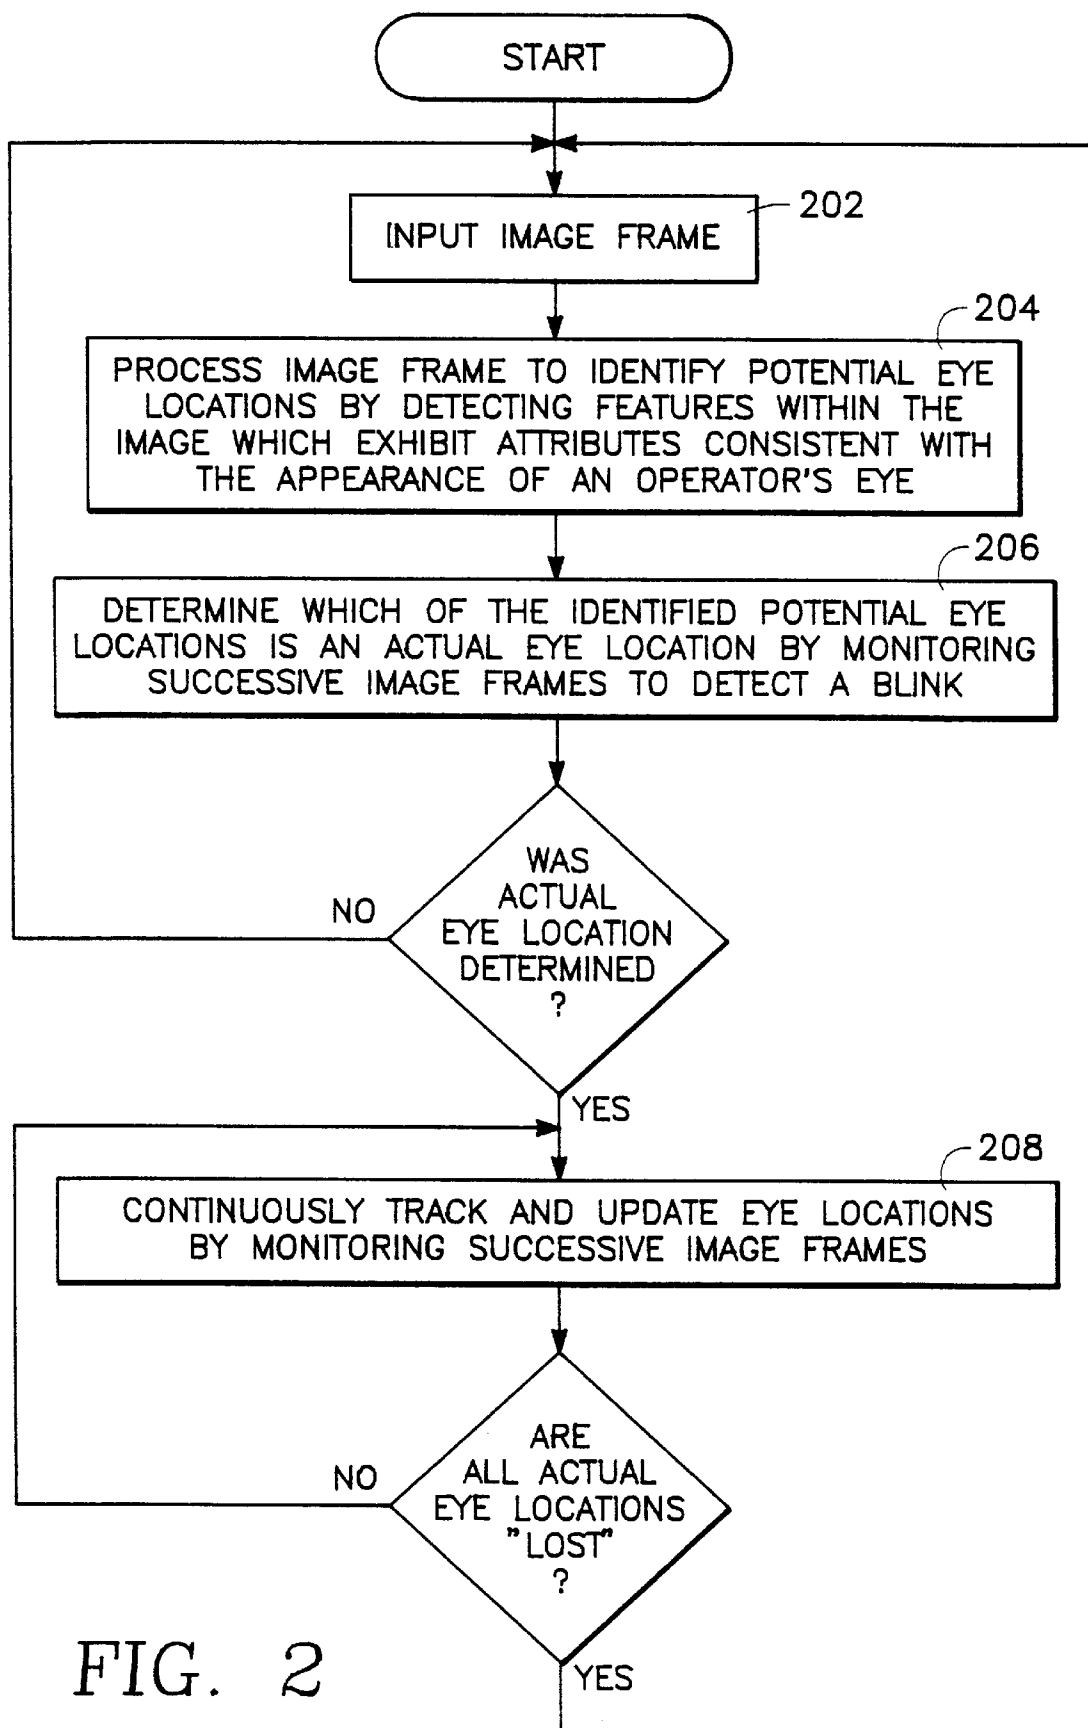 START
INPUT IMAGE FRAME
202
204
PROCESS IMAGE FRAME TO IDENTIFY POTENTIAL EYE
LOCATIONS BY DETECTING FEATURES WITHIN THE
IMAGE WHICH EXHIBIT ATTRIBUTES CONSISTENT WITH
THE APPEARANCE OF AN OPERATOR'S EYE
206
DETERMINE WHICH OF THE IDENTIFIED POTENTIAL EYE
LOCATIONS IS AN ACTUAL EYE LOCATION BY MONITORING
SUCCESSIVE IMAGE FRAMES TO DETECT A BLINK
WAS
ACTUAL
EYE LOCATION
DETERMINED
?
NO
YES
208
CONTINUOUSLY TRACK AND UPDATE EYE LOCATIONS
BY MONITORING SUCCESSIVE IMAGE FRAMES
ARE
ALL ACTUAL
EYE LOCATIONS
"LOST"
?
NO
YES
FIG. 2